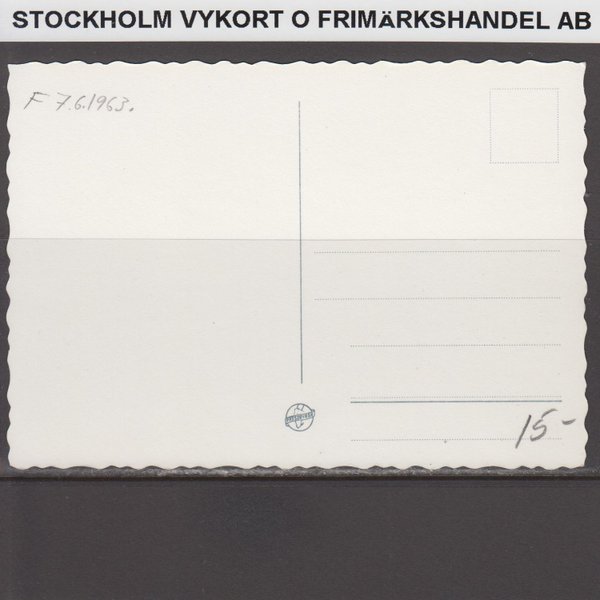 STOCKHOLM VYKORT O FRIMÄRKSHANDEL AB
F 7.6.1963.
15-